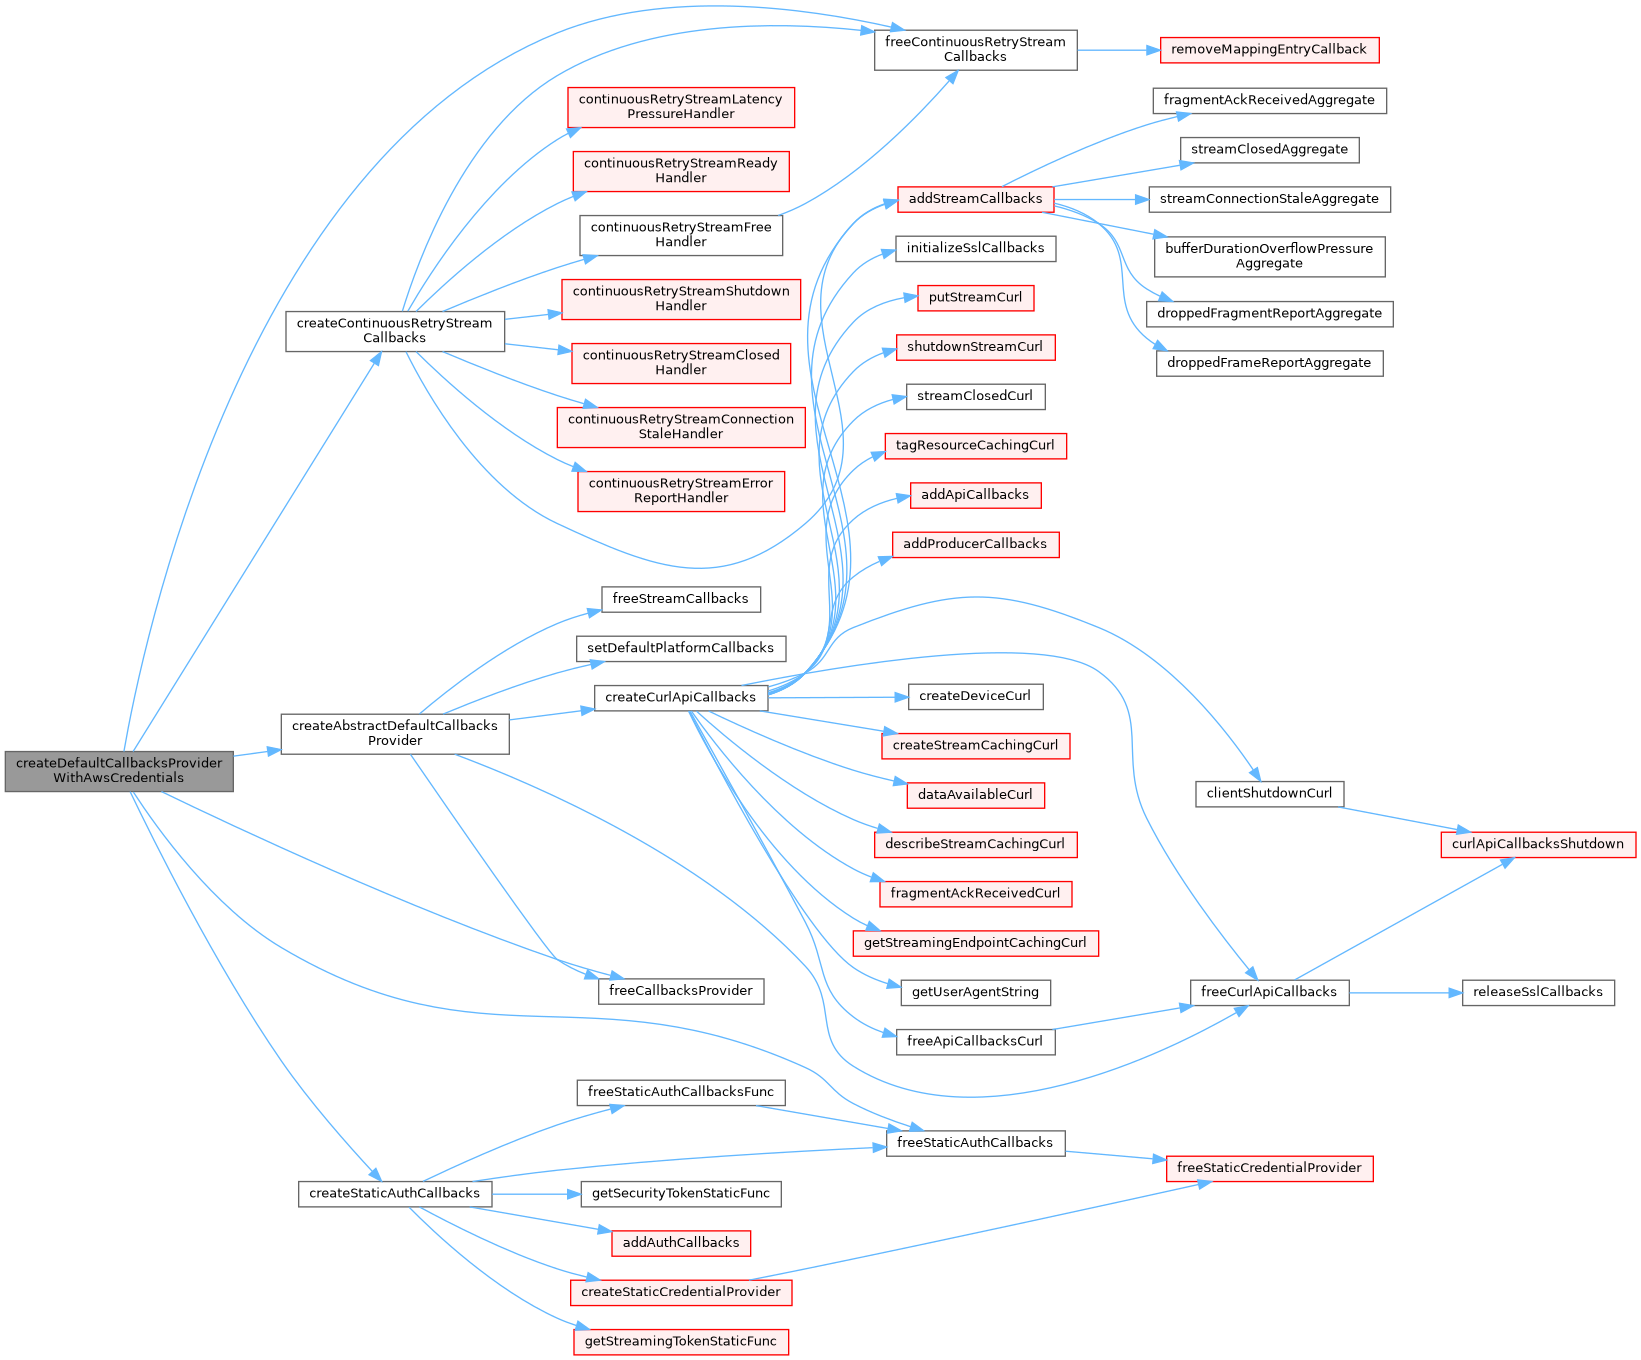 createDefaultCallbacksProvider
WithAwsCredentials
createContinuousRetryStream
Callbacks
createAbstractDefaultCallbacks
Provider
createStaticAuthCallbacks
continuousRetryStreamLatency
PressureHandler
continuousRetryStreamReady
Handler
continuousRetryStreamFree
Handler
continuousRetryStreamShutdown
Handler
continuousRetryStreamClosed
Handler
continuousRetryStreamConnection
StaleHandler
continuousRetryStreamError
ReportHandler
freeStreamCallbacks
setDefaultPlatformCallbacks
createCurlApiCallbacks
freeCallbacksProvider
freeStaticAuthCallbacksFunc
getSecurityTokenStaticFunc
addAuthCallbacks
createStaticCredentialProvider
getStreamingTokenStaticFunc
freeContinuousRetryStream
Callbacks
addStreamCallbacks
initializeSslCallbacks
putStreamCurl
shutdownStreamCurl
streamClosedCurl
tagResourceCachingCurl
addApiCallbacks
addProducerCallbacks
createDeviceCurl
createStreamCachingCurl
dataAvailableCurl
describeStreamCachingCurl
fragmentAckReceivedCurl
getStreamingEndpointCachingCurl
getUserAgentString
freeApiCallbacksCurl
freeStaticAuthCallbacks
removeMappingEntryCallback
fragmentAckReceivedAggregate
streamClosedAggregate
streamConnectionStaleAggregate
bufferDurationOverflowPressure
Aggregate
droppedFragmentReportAggregate
droppedFrameReportAggregate
clientShutdownCurl
freeCurlApiCallbacks
freeStaticCredentialProvider
curlApiCallbacksShutdown
releaseSslCallbacks